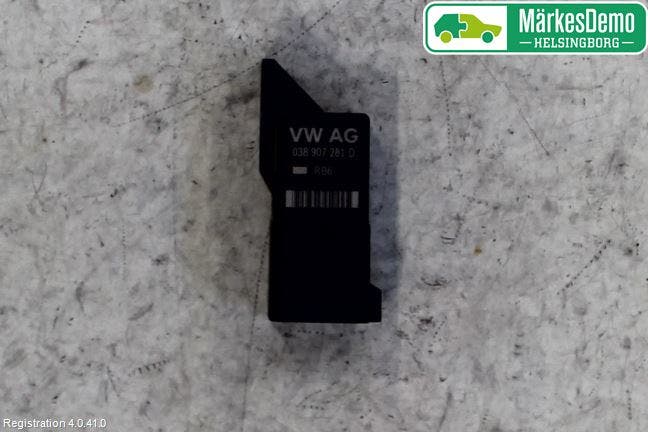 MärkesDemo
HELSINGBORG
VW AG
038 907 281 D
RB6
Registration 4.0.41.0